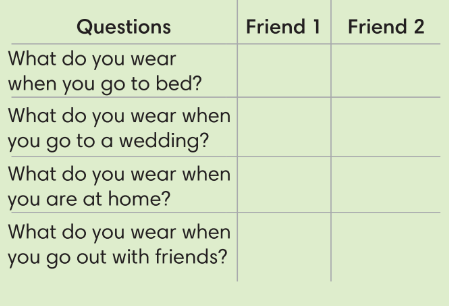 Questions Friend 1 Friend 2
What do you wear
when you go to bed?
What do you wear when
you go to a wedding?
What do you wear when
you are at home?
What do you wear when
you go out with friends?